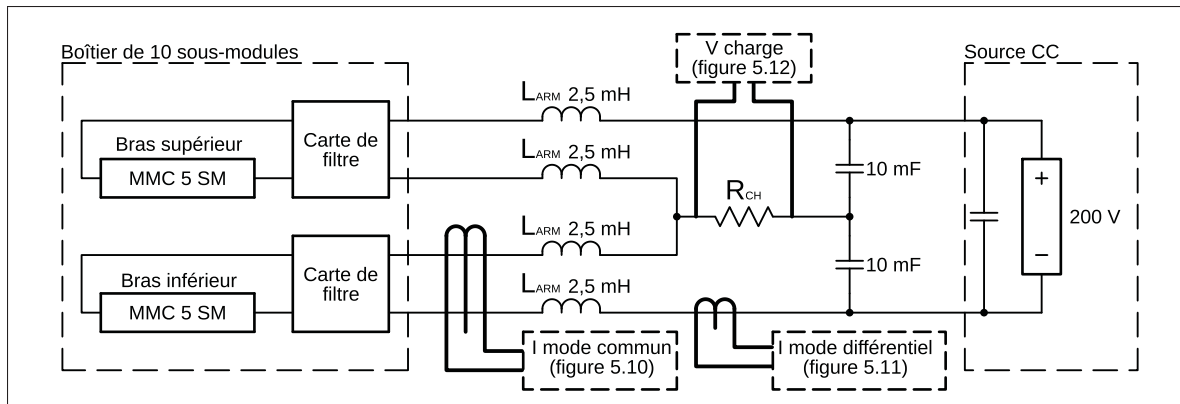 Boîtier de 10 sous-modules
V charge
(figure 5.12)
Source CC
LARM 2,5 mH
Carte de
filtre
Bras supérieur
MMC 5 SM
LARM 2,5 mH
10 mF
RCH
+
200 V
−
LARM 2,5 mH
Carte de
filtre
10 mF
Bras inférieur
MMC 5 SM
LARM 2,5 mH
I mode commun
(figure 5.10)
I mode différentiel
(figure 5.11)